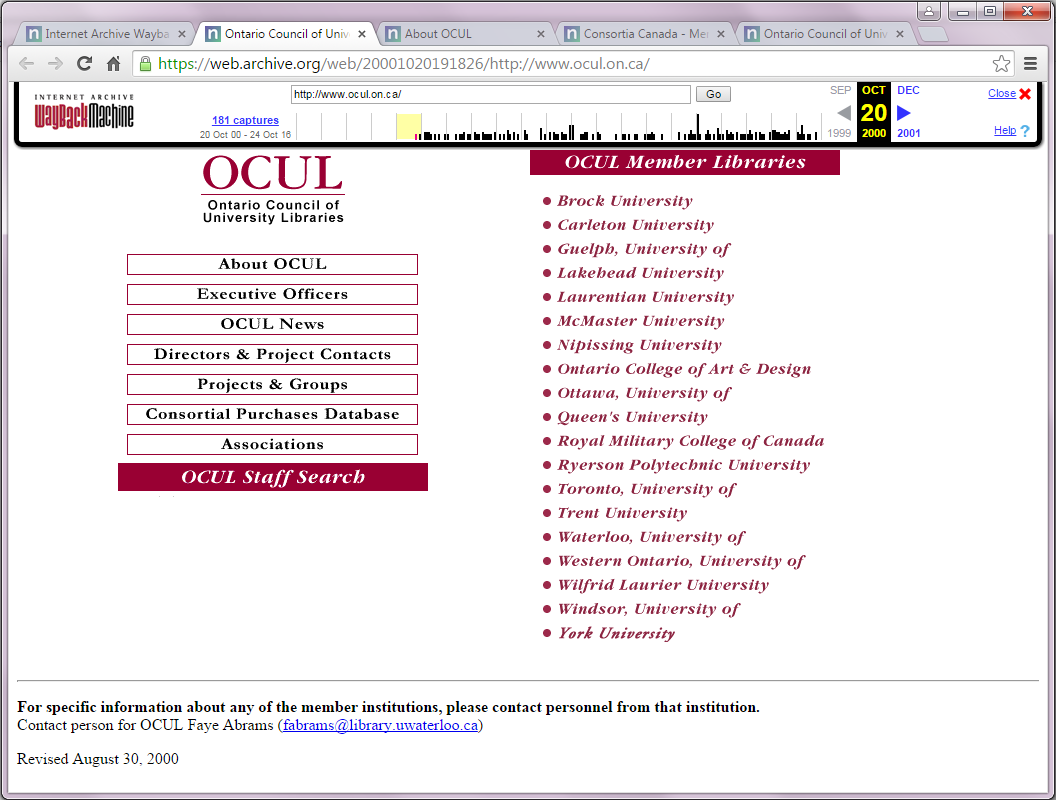 Internet Archive Wayba
Ontario Council of Univ
About OCUL
Consortia Canada - Mer
Ontario Council of Univ
https://web.archive.org/web/20001020191826/http://www.ocul.on.ca/
INTERNET ARCHIVE
WayBackMachine
http://www.ocul.on.ca/
Go
181 captures
20 Oct 00 - 24 Oct 16
SEP
OCT
DEC
20
1999
2000
2001
Close
Help ?
OCUL
Ontario Council of
University Libraries
About OCUL
Executive Officers
OCUL News
Directors & Project Contacts
Projects & Groups
Consortial Purchases Database
Associations
OCUL Staff Search
OCUL Member Libraries
• Brock University
• Carleton University
• Guelph, University of
• Lakehead University
• Laurentian University
• McMaster University
• Nipissing University
• Ontario College of Art & Design
• Ottawa, University of
• Queen's University
• Royal Military College of Canada
• Ryerson Polytechnic University
• Toronto, University of
• Trent University
• Waterloo, University of
• Western Ontario, University of
• Wilfrid Laurier University
• Windsor, University of
• York University
For specific information about any of the member institutions, please contact personnel from that institution.
Contact person for OCUL Faye Abrams (fabrams@library.uwaterloo.ca)
Revised August 30, 2000